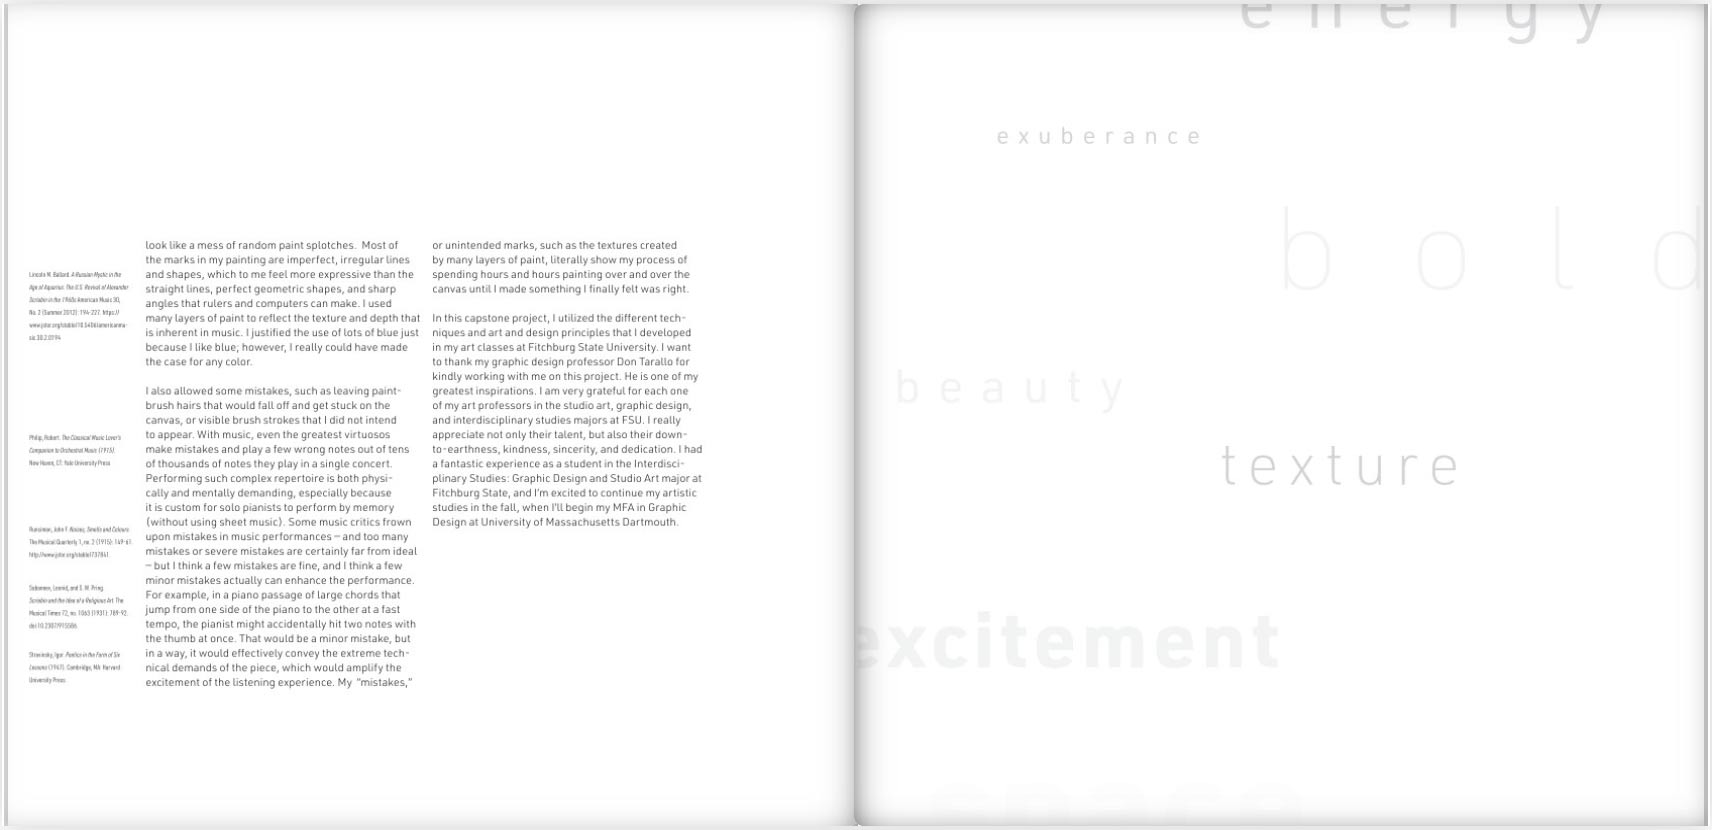 Lincoln M. Ballard. A Russian Mystic in the
Age of Aquarius: The U.S. Revival of Alexander
Scriabin in the 1960s American Music 30,
No. 2 (Summer 2012): 194-227. https://
www.jstor.org/stable/10.5406/americanmu-
sic.30.2.0194
Philip, Robert. The Classical Music Lover's
Companion to Orchestral Music (1915).
New Haven, CT: Yale University Press
Runciman, John F. Noises, Smells and Colours.
The Musical Quarterly 1, no. 2 (1915): 149-61.
http://www.jstor.org/stable/737841.
Sabaneev, Leonid, and S. W. Pring.
Scriabin and the Idea of a Religious Art. The
Musical Times 72, no. 1063 (1931): 789-92.
doi:10.2307/915586.
Stravinsky, Igor. Poetics in the Form of Six
Lessons (1947). Cambridge, MA: Harvard
University Press.
look like a mess of random paint splotches. Most of
the marks in my painting are imperfect, irregular lines
and shapes, which to me feel more expressive than the
straight lines, perfect geometric shapes, and sharp
angles that rulers and computers can make. I used
many layers of paint to reflect the texture and depth that
is inherent in music. I justified the use of lots of blue just
because I like blue; however, I really could have made
the case for any color.
I also allowed some mistakes, such as leaving paint-
brush hairs that would fall off and get stuck on the
canvas, or visible brush strokes that I did not intend
to appear. With music, even the greatest virtuosos
make mistakes and play a few wrong notes out of tens
of thousands of notes they play in a single concert.
Performing such complex repertoire is both physi-
cally and mentally demanding, especially because
it is custom for solo pianists to perform by memory
(without using sheet music). Some music critics frown
upon mistakes in music performances – and too many
mistakes or severe mistakes are certainly far from ideal
– but I think a few mistakes are fine, and I think a few
minor mistakes actually can enhance the performance.
For example, in a piano passage of large chords that
jump from one side of the piano to the other at a fast
tempo, the pianist might accidentally hit two notes with
the thumb at once. That would be a minor mistake, but
in a way, it would effectively convey the extreme tech-
nical demands of the piece, which would amplify the
excitement of the listening experience. My "mistakes,"
or unintended marks, such as the textures created
by many layers of paint, literally show my process of
spending hours and hours painting over and over the
canvas until I made something I finally felt was right.
In this capstone project, I utilized the different tech-
niques and art and design principles that I developed
in my art classes at Fitchburg State University. I want
to thank my graphic design professor Don Tarallo for
kindly working with me on this project. He is one of my
greatest inspirations. I am very grateful for each one
of my art professors in the studio art, graphic design,
and interdisciplinary studies majors at FSU. I really
appreciate not only their talent, but also their down-
to-earthness, kindness, sincerity, and dedication. I had
a fantastic experience as a student in the Interdisci-
plinary Studies: Graphic Design and Studio Art major at
Fitchburg State, and I'm excited to continue my artistic
studies in the fall, when I'll begin my MFA in Graphic
Design at University of Massachusetts Dartmouth.
energy
exuberance
bold
beauty
texture
excitement
space